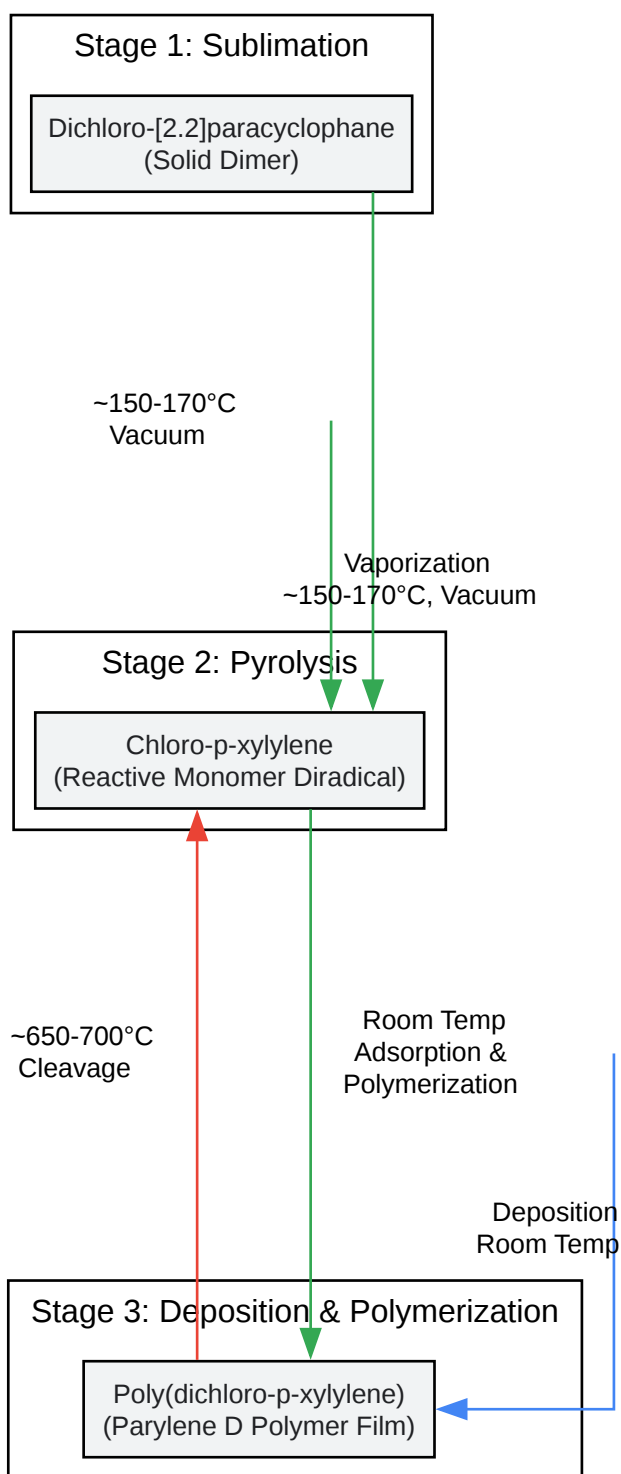 Stage 1: Sublimation
Dichloro-[2.2]paracyclophane
(Solid Dimer)
~150-170°C
Vacuum
Vaporization
~150-170°C, Vacuum
Stage 2: Pyrolysis
Chloro-p-xylylene
(Reactive Monomer Diradical)
~650-700°C
Cleavage
Room Temp
Adsorption &
Polymerization
Deposition
Room Temp
Stage 3: Deposition & Polymerization
Poly(dichloro-p-xylylene)
(Parylene D Polymer Film)